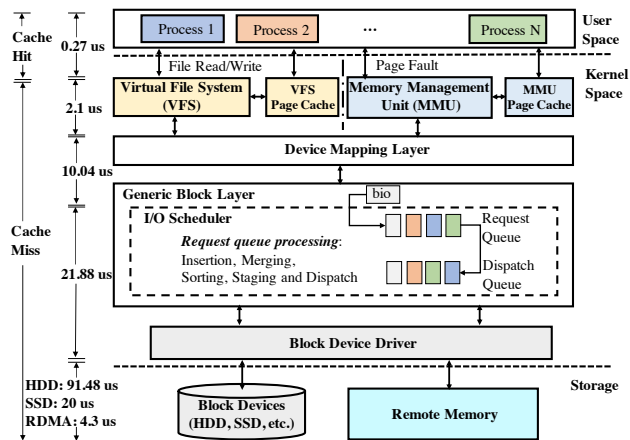 Cache
Hit
0.27 us
Process 1
Process 2
...
Process N
User
Space
File Read/Write
Page Fault
Kernel
Space
2.1 us
Virtual File System
(VFS)
VFS
Page Cache
Memory Management
Unit (MMU)
MMU
Page Cache
10.04 us
Device Mapping Layer
Cache
Miss
21.88 us
Generic Block Layer
bio
I/O Scheduler
Request queue processing:
Insertion, Merging,
Sorting, Staging and Dispatch
Request
Queue
Dispatch
Queue
Block Device Driver
Storage
HDD: 91.48 us
SSD: 20 us
RDMA: 4.3 us
Block Devices
(HDD, SSD, etc.)
Remote Memory